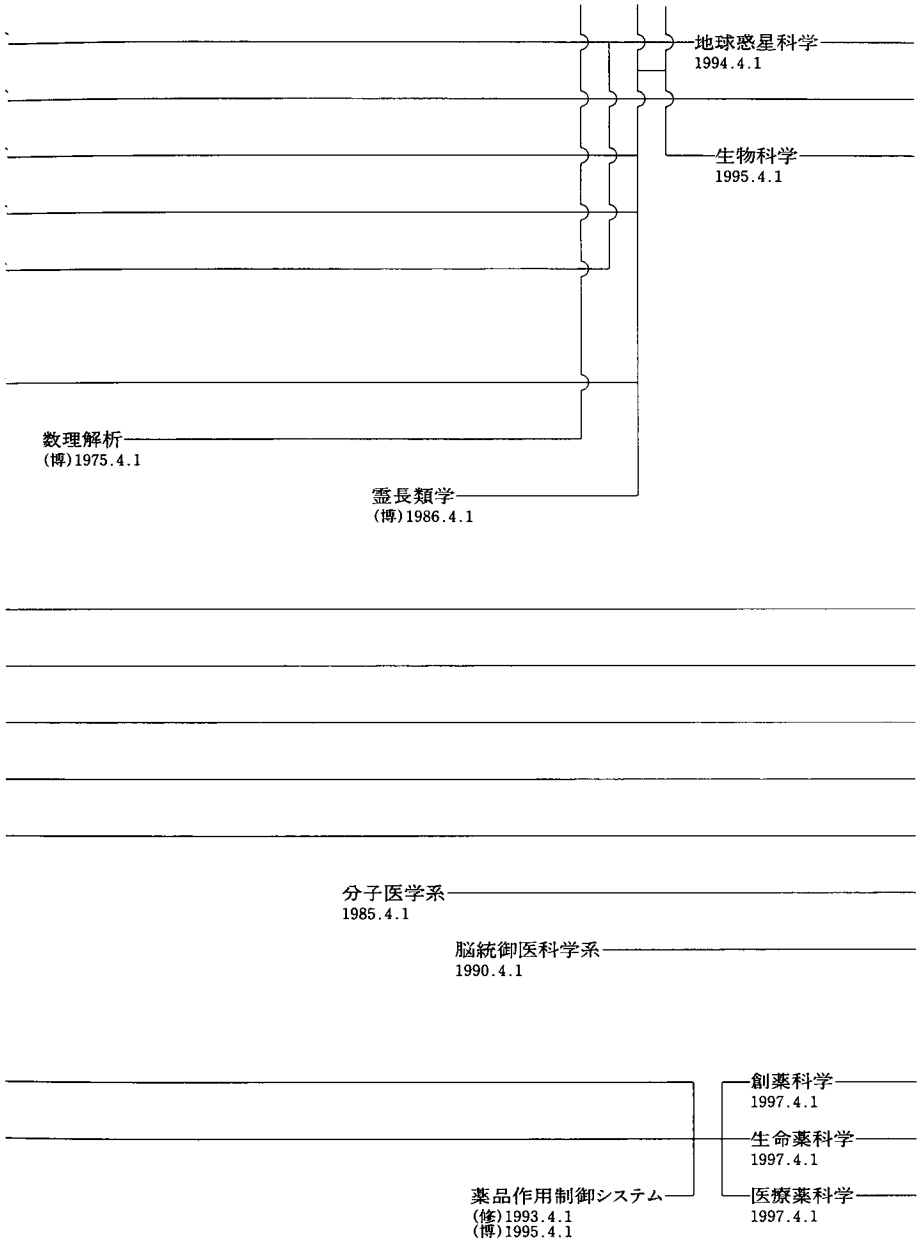 地球惑星科学
1994.4.1
生物科学
1995.4.1
数理解析
(博)1975.4.1
霊長類学
(博)1986.4.1
分子医学系
1985.4.1
脳統御医科学系
1990.4.1
創薬科学
1997.4.1
生命薬科学
1997.4.1
薬品作用制御システム
(修)1993.4.1
(博)1995.4.1
医療薬科学
1997.4.1